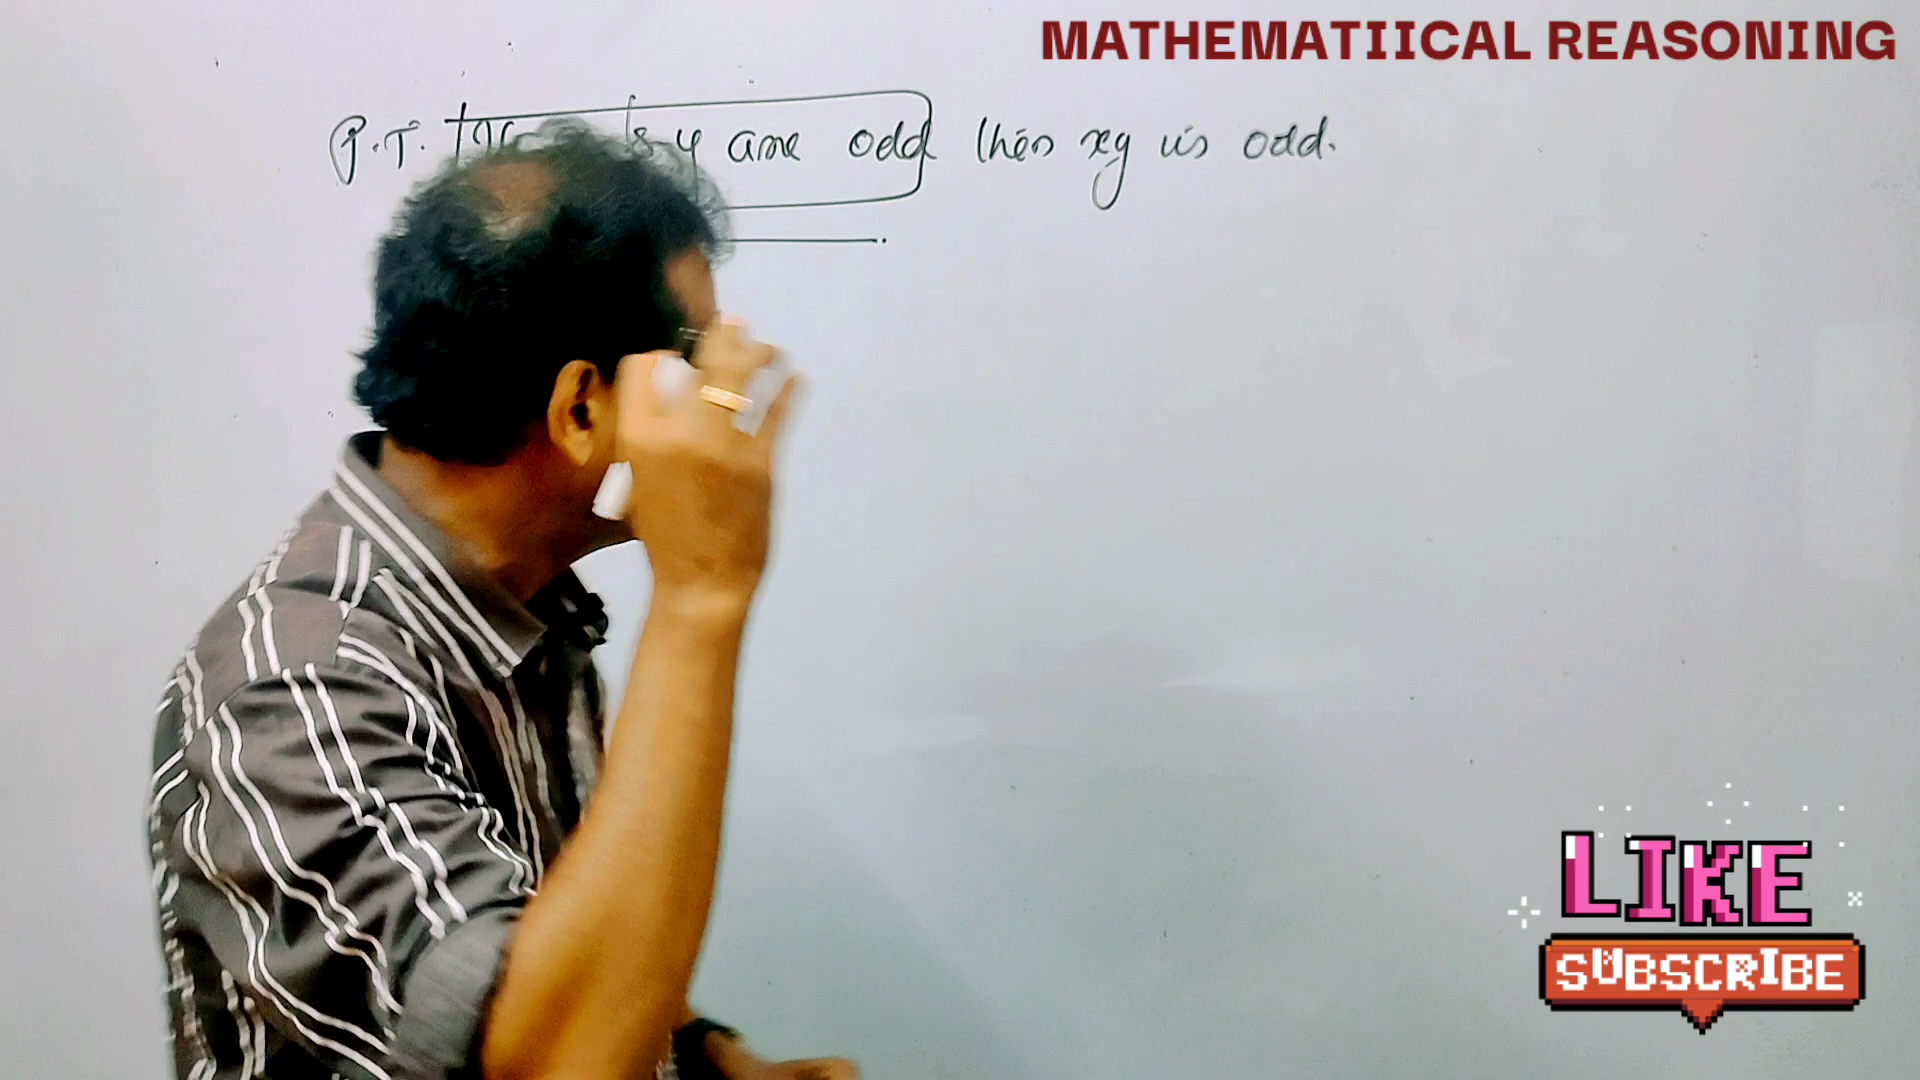 MATHEMATIICAL REASONING
P.T. & y are odd then xy is odd.
LIKE
SUBSCRIBE